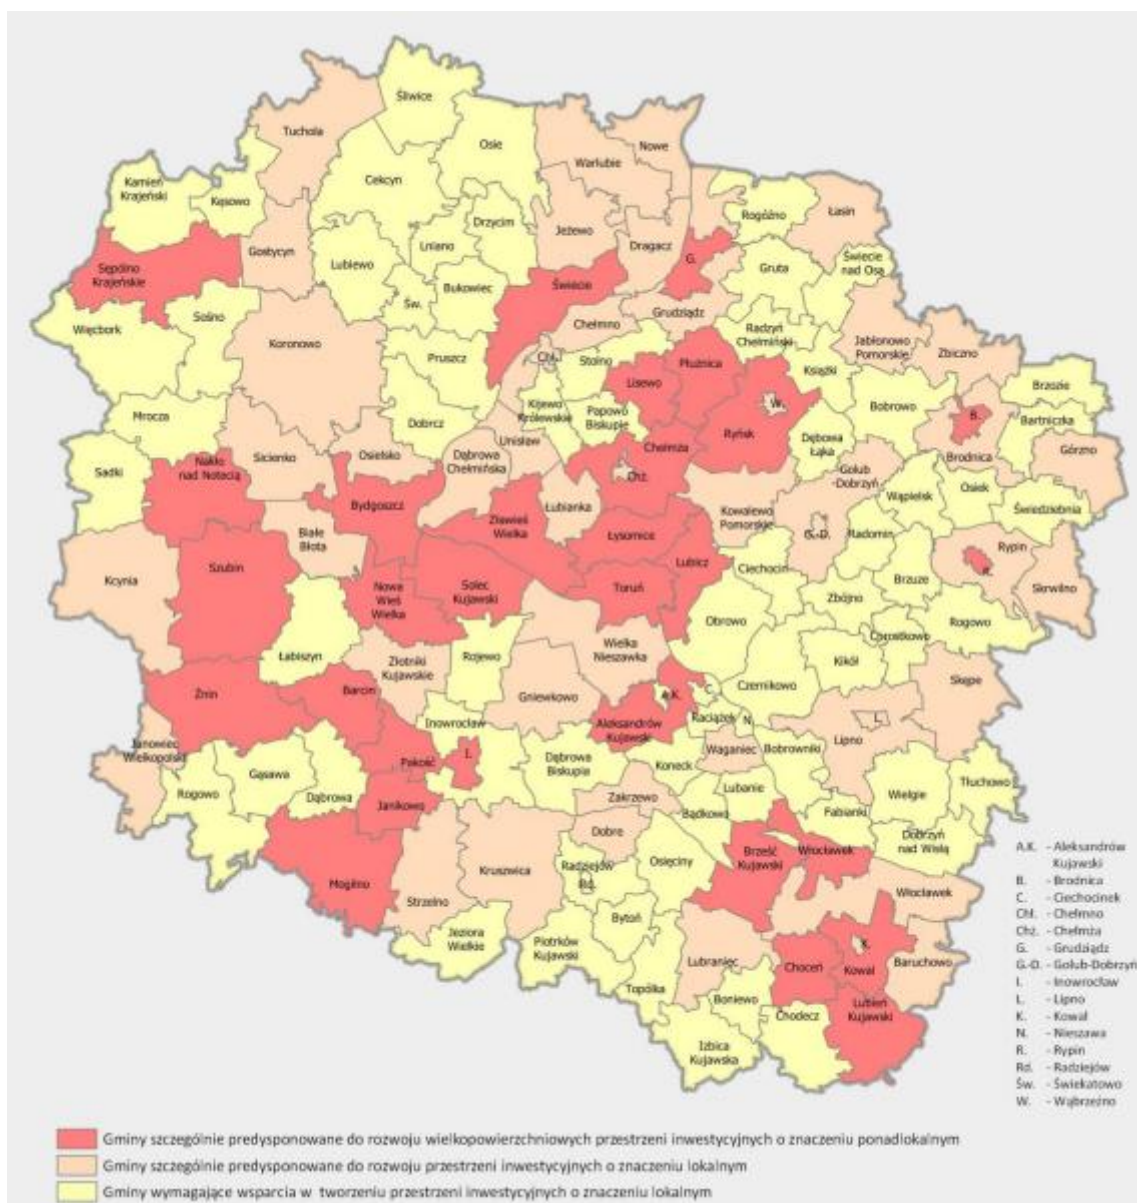 Śliwice
Tuchola
Osie
Nowe
Warlubie
Cekcyn
Kamień
Krajeński
Kęsowo
Rogóźno
Łasin
Drzycim
Lniano
Jeżewo
Dragacz
Gostycyn
Lubiewo
G.
Gruta
Świecie
nad Osą
Sępólno
Krajeńskie
Bukowiec
Świecie
Św.
Sośno
Więcbork
Koronowo
Chełmno
Grudziądz
Radzyń
Chełmiński
Jabłonowo
Pomorskie
Zbiczno
Pruszcz
Chł.
Stolno
Płużnica
Książki
Lisewo
Brzozie
Bobrowo
Mrocza
Dobrcz
Kijewo
Królewskie
Papowo
Biskupie
W.
B.
Bartniczka
Ryńsk
Unisław
Chełmża
Dębowa
Łąka
Górzno
Sadki
Nakło
nad Notecią
Sicienko
Osielsko
Dąbrowa
Chełmińska
Chż.
Golub
-Dobrzyń
Brodnica
Osiek
Wąpielsk
Bydgoszcz
Łubianka
Kowalewo
Pomorskie
Świedziebnia
Zławieś
Wielka
Białe
Błota
Łysomice
G.-D.
Radomin
Rypin
Szubin
Kcynia
Lubicz
Ciechocin
R.
Skrwilno
Nowa
Wieś
Wielka
Solec
Kujawski
Toruń
Brzuze
Zbójno
Obrowo
Rogowo
Chrostkowo
Łabiszyn
Złotniki
Kujawskie
Rojewo
Wielka
Nieszawka
Kikół
Czernikowo
Skępe
Żnin
Barcin
Gniewkowo
A.K.
C.
Inowrocław
Aleksandrów
Kujawski
Raciążek
N.
L.
Lipno
Janowiec
Wielkopolski
Pakość
I.
Dąbrowa
Biskupia
Koneck
Waganiec
Bobrowniki
Rogowo
Gąsawa
Dąbrowa
Janikowo
Zakrzewo
Lubanie
Bądkowo
Fabianki
Wielgie
Tłuchowo
Dobre
Dobrzyń
nad Wisłą
Mogilno
Strzelno
Kruszwica
Radziejów
Rd.
Osięciny
Brześć
Kujawski
Włocławek
Włocławek
Jeziora
Wielkie
Piotrków
Kujawski
Bytoń
Topólka
Lubraniec
Choceń
K.
Kowal
Baruchowo
Boniewo
Chodecz
Lubień
Kujawski
Izbica
Kujawska
A.K. - Aleksandrów
Kujawski
B. - Brodnica
C. - Ciechocinek
Chł. - Chełmno
Chż. - Chełmża
G. - Grudziądz
G.-D. - Golub-Dobrzyń
I. - Inowrocław
L. - Lipno
K. - Kowal
N. - Nieszawa
R. - Rypin
Rd. - Radziejów
Św. - Świekatowo
W. - Wąbrzeźno
Gminy szczególnie predysponowane do rozwoju wielkopowierzchniowych przestrzeni inwestycyjnych o znaczeniu ponadlokalnym
Gminy szczególnie predysponowane do rozwoju przestrzeni inwestycyjnych o znaczeniu lokalnym
Gminy wymagające wsparcia w tworzeniu przestrzeni inwestycyjnych o znaczeniu lokalnym